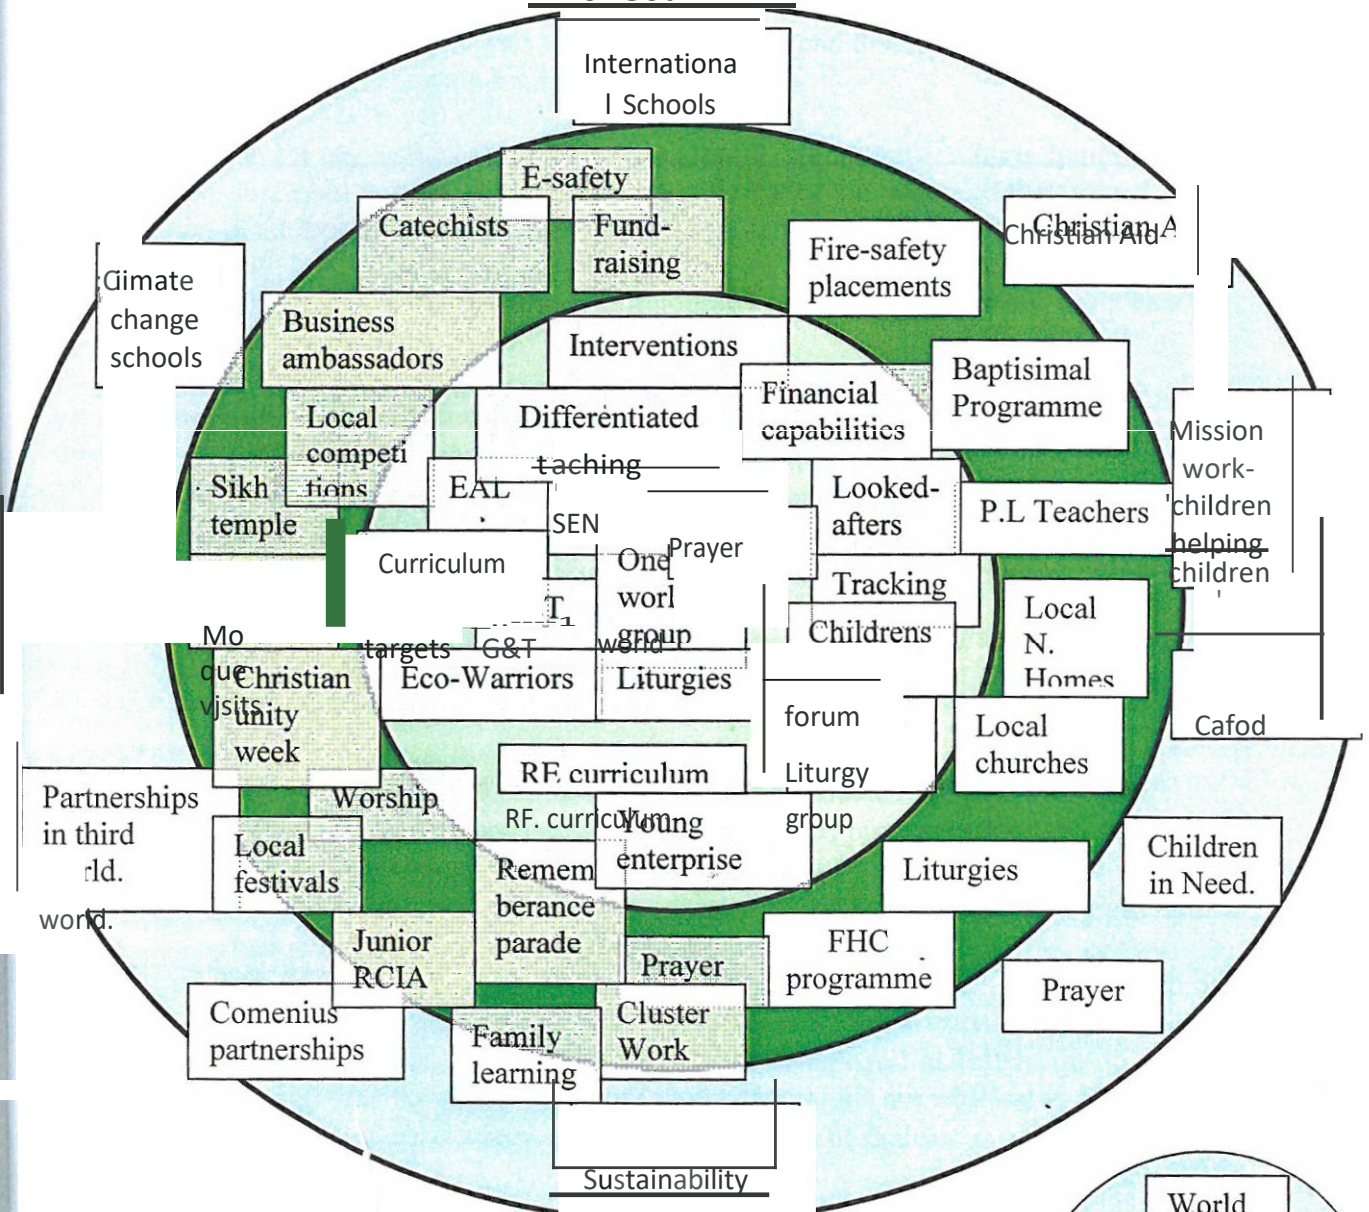 Internationa
l Schools
E-safety
Catechists
Fund-
raising
Fire-safety
placements
Christian A
Christian Aid
Gimate
change
schools
Business
ambassadors
Interventions
Baptisimal
Programme
Financial
capabilities
Local
competi
tions
Differentiated
taching
Mission
work-
'children
helping
children
'
Sikh
temple
EAL
SEN
Looked-
afters
P.L Teachers
Curriculum
One
worl
group
Prayer
Tracking
T
targets
G&T
world
Childrens
Local
N.
Homes
Mo
que
vjsits
Christian
unity
week
Eco-Warriors
Liturgies
forum
Liturgy
group
Local
churches
Cafod
RE curriculum
RF. curriculum
Partnerships
in third
rld.
world.
Worship
Young
enterprise
Local
festivals
Remem
berance
parade
Liturgies
Children
in Need.
Junior
RCIA
Prayer
FHC
programme
Prayer
Comenius
partnerships
Family
learning
Cluster
Work
Sustainability
World